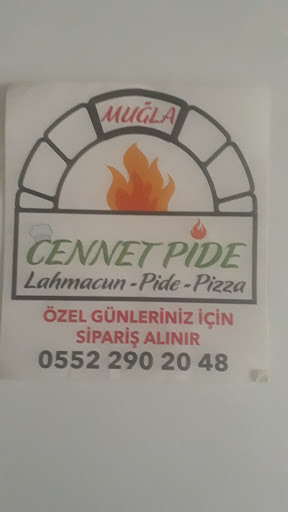 MUĞLA
CENNET PİDE
Lahmacun - Pide - Pizza
ÖZEL GÜNLERİNİZ İÇİN
SİPARİŞ ALINIR
0552 290 20 48